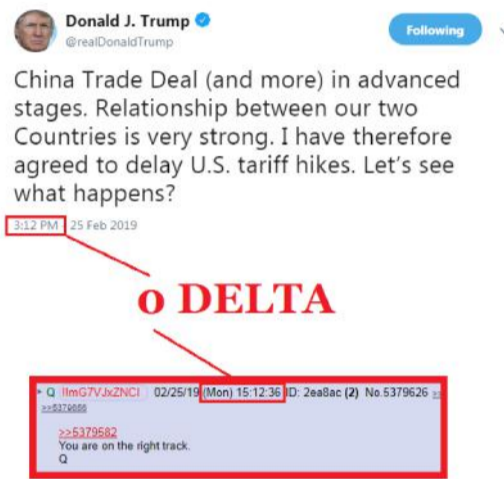 Donald J. Trump
@realDonaldTrump
Following
China Trade Deal (and more) in advanced
stages. Relationship between our two
Countries is very strong. I have therefore
agreed to delay U.S. tariff hikes. Let's see
what happens?
3:12 PM - 25 Feb 2019
0 DELTA
Q !!mG7VJxZNCI 02/25/19 (Mon) 15:12:36 ID: 2ea8ac (2) No.5379626 >>
>>5379666
>>5379582
You are on the right track.
Q